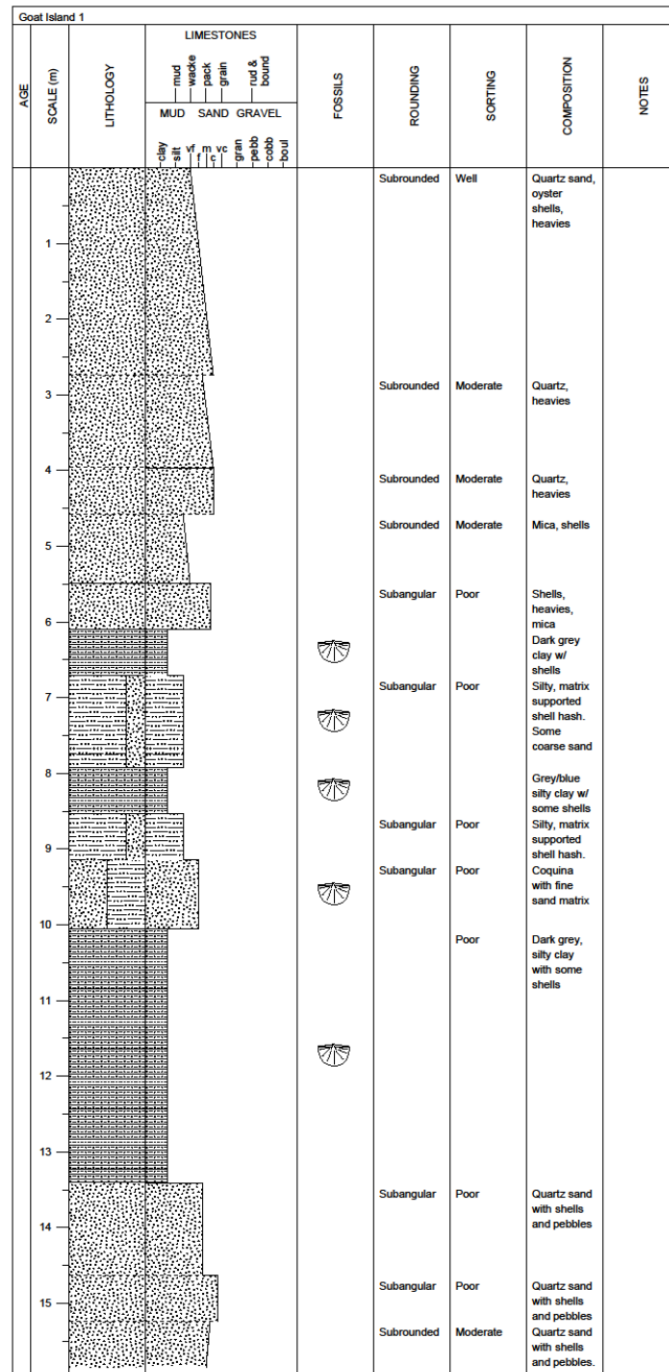 Goat Island 1
AGE
SCALE (m)
LITHOLOGY
LIMESTONES
mud
wacke
pack
grain
rud &
bound
MUD SAND GRAVEL
clay
silt
vf
f
m
c
vc
gran
pebb
cobb
boul
FOSSILS
ROUNDING
SORTING
COMPOSITION
NOTES
Subrounded Well Quartz sand,
oyster
shells,
heavies
1
2
3
Subrounded Moderate Quartz,
heavies
4
Subrounded Moderate Quartz,
heavies
Subrounded Moderate Mica, shells
5
Subangular Poor Shells,
heavies,
mica
6
Dark grey
clay w/
shells
7
Subangular Poor Silty, matrix
supported
shell hash.
Some
coarse sand
8
Grey/blue
silty clay w/
some shells
Subangular Poor Silty, matrix
supported
shell hash.
9
Subangular Poor Coquina
with fine
sand matrix
10
Poor Dark grey,
silty clay
with some
shells
11
12
13
Subangular Poor Quartz sand
with shells
and pebbles
14
Subangular Poor Quartz sand
with shells
and pebbles
15
Subrounded Moderate Quartz sand
with shells
and pebbles.